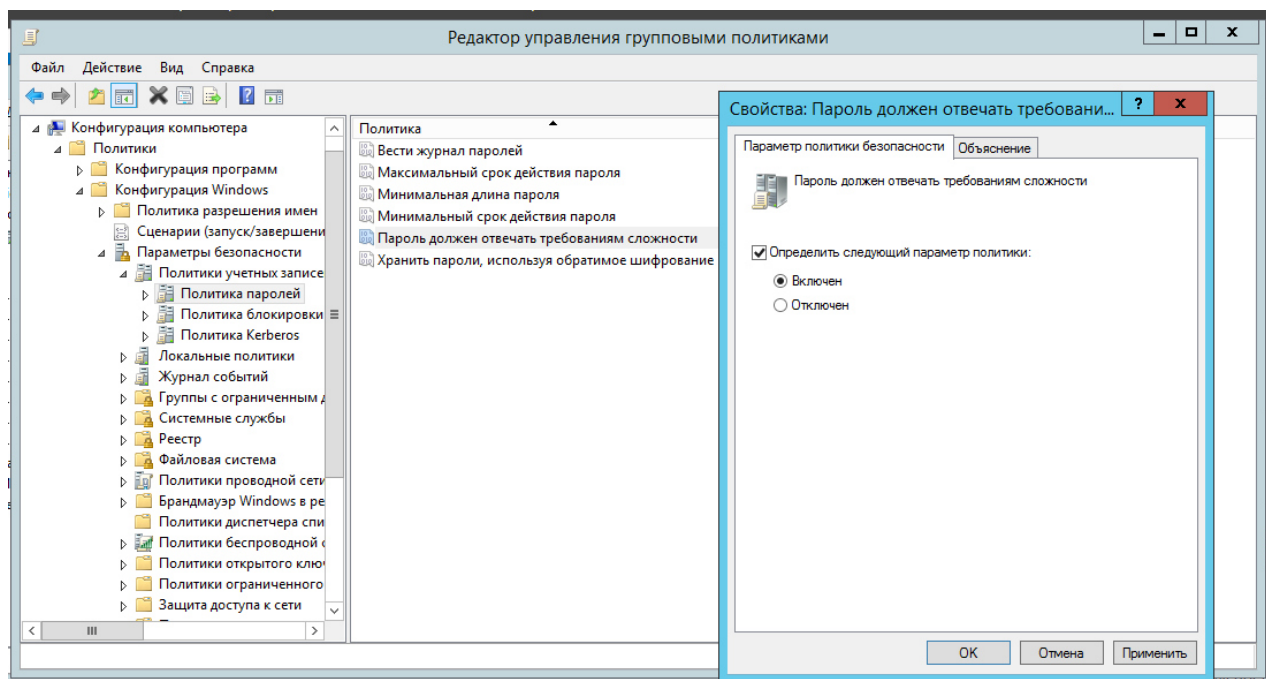 Редактор управления групповыми политиками
Файл Действие Вид Справка
Конфигурация компьютера
Политики
Конфигурация программ
Конфигурация Windows
Политика разрешения имен
Сценарии (запуск/завершени
Параметры безопасности
Политики учетных записе
Политика паролей
Политика блокировки
Политика Kerberos
Локальные политики
Журнал событий
Группы с ограниченным д
Системные службы
Реестр
Файловая система
Политики проводной сети
Брандмауэр Windows в ре
Политики диспетчера спи
Политики беспроводной с
Политики открытого ключ
Политики ограниченного
Защита доступа к сети
Политика
Вести журнал паролей
Максимальный срок действия пароля
Минимальная длина пароля
Минимальный срок действия пароля
Пароль должен отвечать требованиям сложности
Хранить пароли, используя обратимое шифрование
Свойства: Пароль должен отвечать требовани...
Параметр политики безопасности Объяснение
Пароль должен отвечать требованиям сложности
Определить следующий параметр политики:
Включен
Отключен
OK Отмена Применить